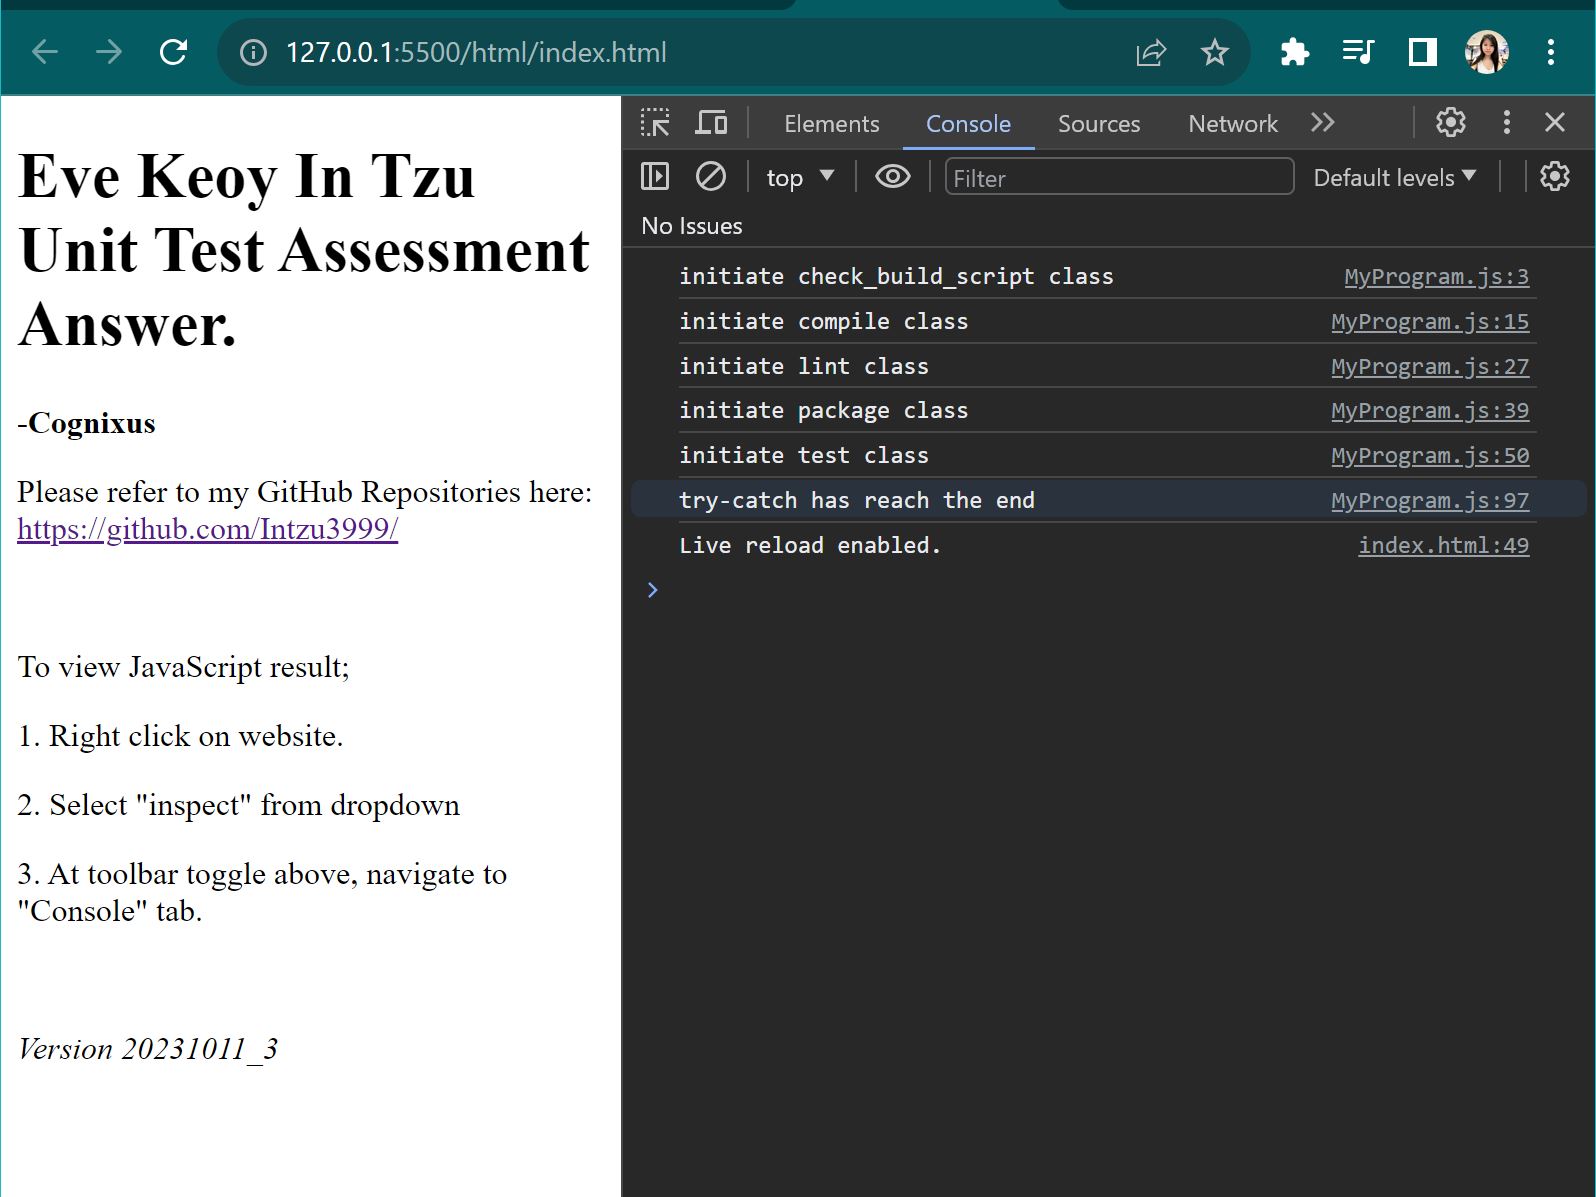 127.0.0.1:5500/html/index.html
Eve Keoy In Tzu
Unit Test Assessment
Answer.
-Cognixus
Please refer to my GitHub Repositories here:
https://github.com/Intzu3999/
To view JavaScript result;
1. Right click on website.
2. Select "inspect" from dropdown
3. At toolbar toggle above, navigate to
"Console" tab.
Version 20231011_3
Elements Console Sources Network
top Filter Default levels
No Issues
initiate check_build_script class MyProgram.js:3
initiate compile class MyProgram.js:15
initiate lint class MyProgram.js:27
initiate package class MyProgram.js:39
initiate test class MyProgram.js:50
try-catch has reach the end MyProgram.js:97
Live reload enabled. index.html:49